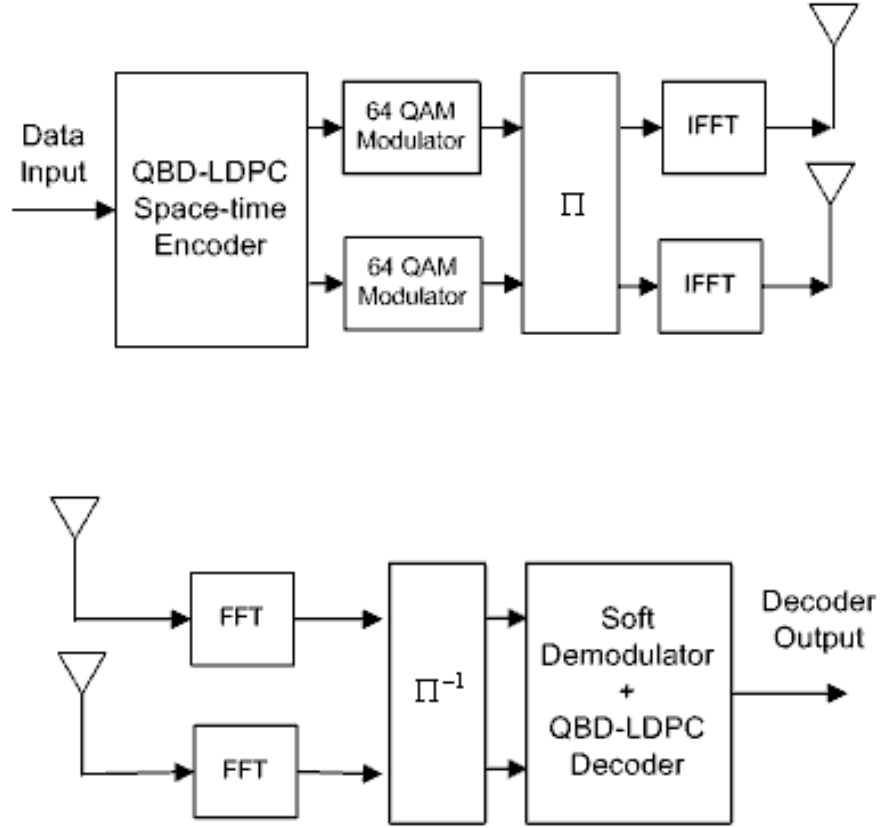 Data
Input
QBD-LDPC
Space-time
Encoder
64 QAM
Modulator
64 QAM
Modulator
Π
IFFT
IFFT
FFT
FFT
Π⁻¹
Soft
Demodulator
+
QBD-LDPC
Decoder
Decoder
Output